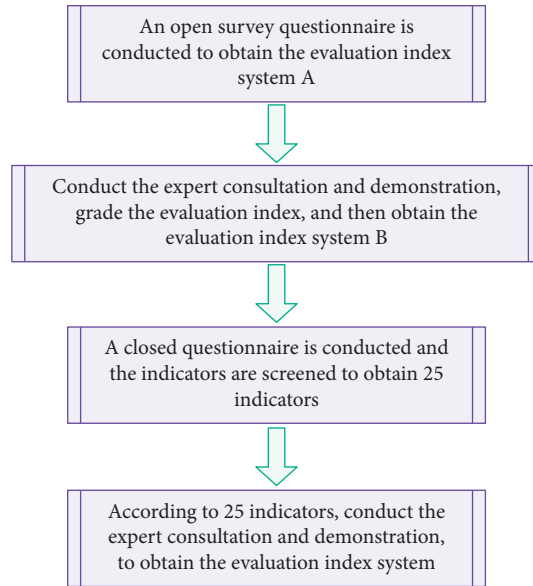 An open survey questionnaire is
conducted to obtain the evaluation index
system A
Conduct the expert consultation and demonstration,
grade the evaluation index, and then obtain the
evaluation index system B
A closed questionnaire is conducted and
the indicators are screened to obtain 25
indicators
According to 25 indicators, conduct the
expert consultation and demonstration,
to obtain the evaluation index system